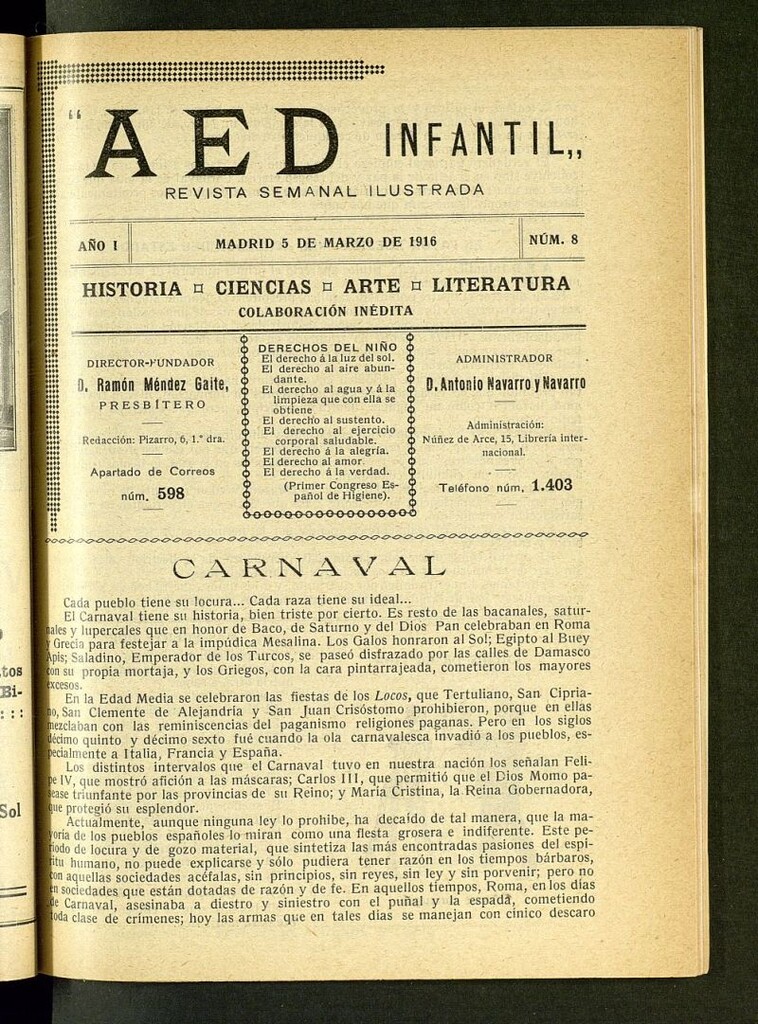 “AED INFANTIL„
REVISTA SEMANAL ILUSTRADA
AÑO I
MADRID 5 DE MARZO DE 1916
NÚM. 8
HISTORIA ¤ CIENCIAS ¤ ARTE ¤ LITERATURA
COLABORACIÓN INÉDITA
DIRECTOR-FUNDADOR
D. Ramón Méndez Gaite,
PRESBÍTERO
Redacción: Pizarro, 6, 1.º dra.
Apartado de Correos
núm. 598
DERECHOS DEL NIÑO
El derecho á la luz del sol.
El derecho al aire abun-
dante.
El derecho al agua y á la
limpieza que con ella se
obtiene
El derecho al sustento.
El derecho al ejercicio
corporal saludable.
El derecho á la alegría.
El derecho al amor.
El derecho á la verdad.
(Primer Congreso Es-
pañol de Higiene).
ADMINISTRADOR
D. Antonio Navarro y Navarro
Administración:
Núñez de Arce, 15, Librería inter-
nacional.
Teléfono núm. 1.403
CARNAVAL
Cada pueblo tiene su locura... Cada raza tiene su ideal...
El Carnaval tiene su historia, bien triste por cierto. Es resto de las bacanales, satur-
nales y lupercales que en honor de Baco, de Saturno y del Dios Pan celebraban en Roma
y Grecia para festejar a la impúdica Mesalina. Los Galos honraron al Sol; Egipto al Buey
Apis; Saladino, Emperador de los Turcos, se paseó disfrazado por las calles de Damasco
con su propia mortaja, y los Griegos, con la cara pintarrajeada, cometieron los mayores
excesos.
En la Edad Media se celebraron las fiestas de los Locos, que Tertuliano, San Cipria-
no, San Clemente de Alejandría y San Juan Crisóstomo prohibieron, porque en ellas
mezclaban con las reminiscencias del paganismo religiones paganas. Pero en los siglos
décimo quinto y décimo sexto fué cuando la ola carnavalesca invadió a los pueblos, es-
pecialmente a Italia, Francia y España.
Los distintos intervalos que el Carnaval tuvo en nuestra nación los señalan Feli-
pe IV, que mostró afición a las máscaras; Carlos III, que permitió que el Dios Momo pa-
sease triunfante por las provincias de su Reino; y María Cristina, la Reina Gobernadora,
que protegió su esplendor.
Actualmente, aunque ninguna ley lo prohibe, ha decaído de tal manera, que la ma-
yoría de los pueblos españoles lo miran como una fiesta grosera e indiferente. Este pe-
ríodo de locura y de gozo material, que sintetiza las más encontradas pasiones del espí-
ritu humano, no puede explicarse y sólo pudiera tener razón en los tiempos bárbaros,
con aquellas sociedades acéfalas, sin principios, sin reyes, sin ley y sin porvenir; pero no
en sociedades que están dotadas de razón y de fe. En aquellos tiempos, Roma, en los días
de Carnaval, asesinaba a diestro y siniestro con el puñal y la espada, cometiendo
toda clase de crímenes; hoy las armas que en tales días se manejan con cínico descaro
tos
Bi-
: : :
Sol